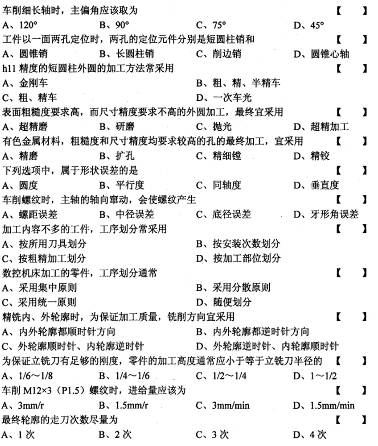 车削细长轴时，主偏角应该取为 【 】
A、120° B、90° C、75° D、45°
工件以一面两孔定位时，两孔的定位元件分别是短圆柱销和 【 】
A、圆锥销 B、长圆柱销 C、削边销 D、圆锥心轴
h11 精度的短圆柱外圆的加工方法常采用 【 】
A、金刚车 B、粗、精、半精车
C、粗、精车 D、一次车光
表面粗糙度要求高，而尺寸精度要求不高的外圆加工，最终宜采用 【 】
A、超精磨 B、研磨 C、抛光 D、超精加工
有色金属材料，粗糙度和尺寸精度均要求较高的孔的最终加工，宜采用 【 】
A、精磨 B、扩孔 C、精细镗 D、精铰
下列选项中，属于形状误差的是 【 】
A、圆度 B、平行度 C、同轴度 D、垂直度
车削螺纹时，主轴的轴向窜动，会使螺纹产生 【 】
A、螺距误差 B、中径误差 C、底径误差 D、牙形角误差
加工内容不多的工件，工序划分常采用 【 】
A、按所用刀具划分 B、按安装次数划分
C、按粗精加工划分 D、按加工部位划分
数控机床加工的零件，工序划分通常 【 】
A、采用集中原则 B、采用分散原则
C、采用统一原则 D、随便划分
精铣内、外轮廓时，为保证加工质量，铣削方向宜采用 【 】
A、内外轮廓都顺时针方向 B、内外轮廓都逆时针方向
C、外轮廓顺时针、内轮廓逆时针 D、外轮廓逆时针、内轮廓顺时针
为保证立铣刀有足够的刚度，零件的加工高度通常应小于等于立铣刀半径的 【 】
A、1/6～1/8 B、1/4～1/6 C、1/2～1/4 D、1～1/2
车削 M12×3（P1.5）螺纹时，进给量应该为 【 】
A、3mm/r B、1.5mm/r C、3mm/min D、1.5mm/min
最终轮廓的走刀次数尽量为 【 】
A、1 次 B、2 次 C、3 次 D、4 次